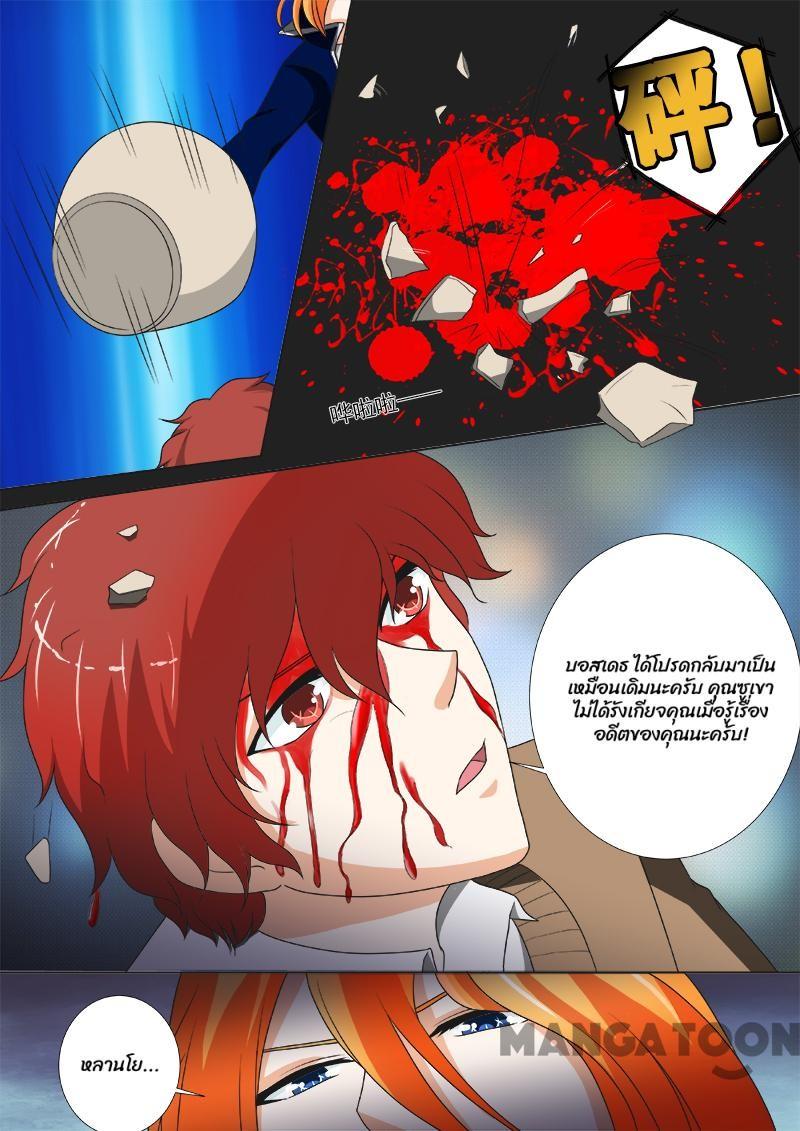 砰!
哗啦啦——
บอสเดธ ได้โปรดกลับมาเป็น
เหมือนเดิมนะครับ คุณซูเขา
ไม่ได้รังเกียจคุณเมื่อรู้เรื่อง
อดีตของคุณนะครับ!
หลานโย...
MANGATOON